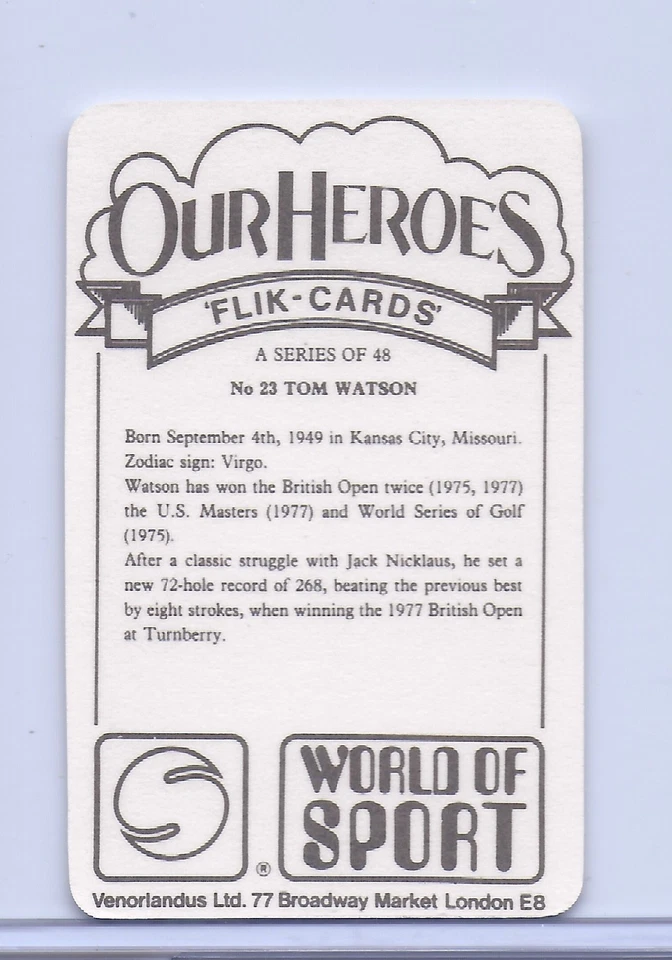 OUR HEROES
'FLIK-CARDS'
A SERIES OF 48
No 23 TOM WATSON
Born September 4th, 1949 in Kansas City, Missouri.
Zodiac sign: Virgo.
Watson has won the British Open twice (1975, 1977)
the U.S. Masters (1977) and World Series of Golf
(1975).
After a classic struggle with Jack Nicklaus, he set a
new 72-hole record of 268, beating the previous best
by eight strokes, when winning the 1977 British Open
at Turnberry.
®
WORLD OF
SPORT
Venorlandus Ltd. 77 Broadway Market London E8